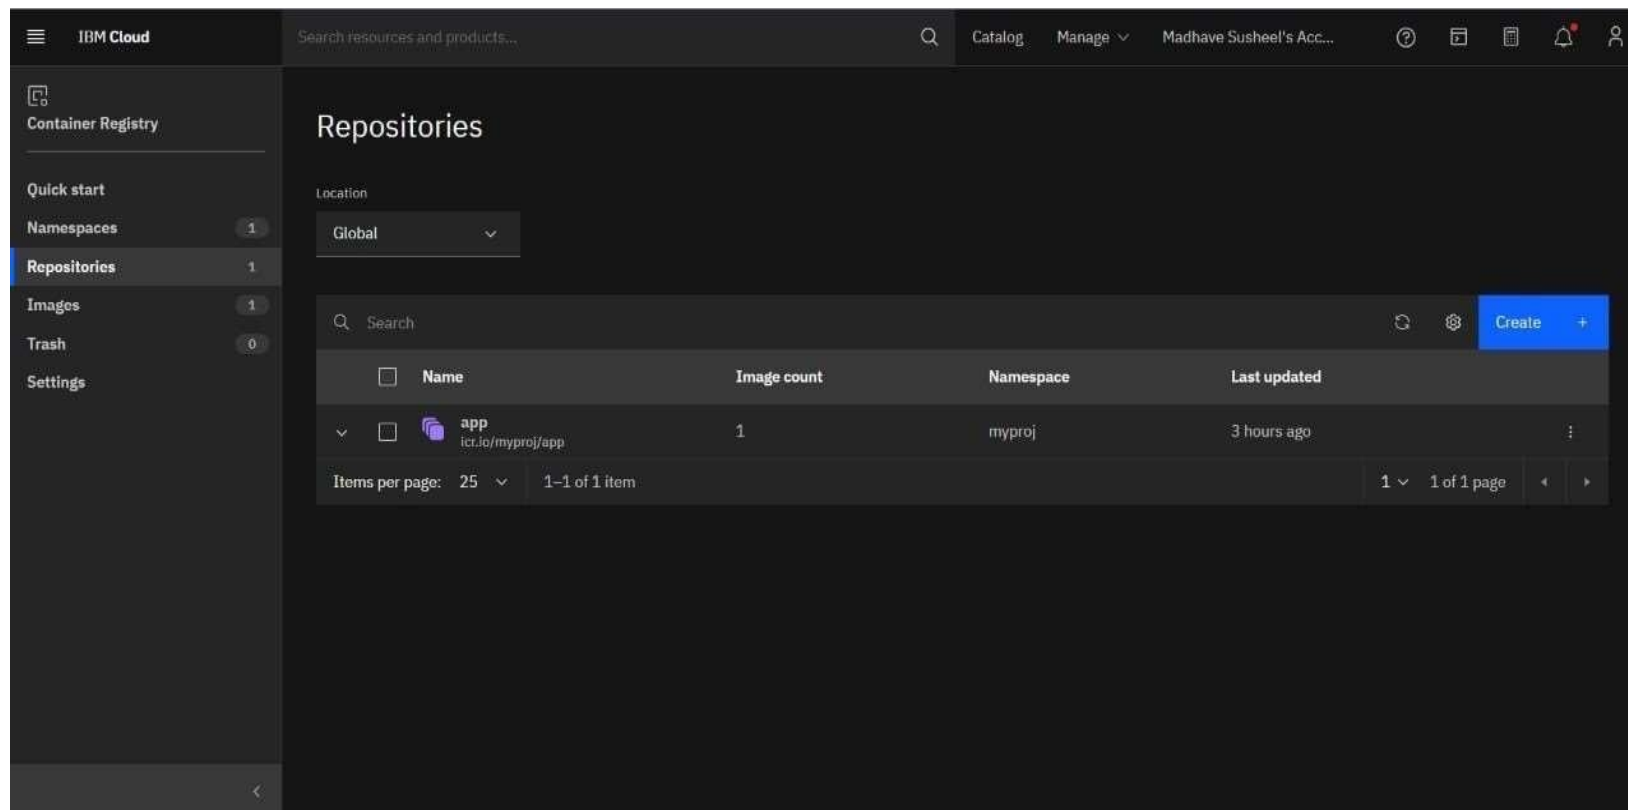 IBM Cloud
Search resources and products...
Catalog
Manage
Madhave Susheel's Acc...
Container Registry
Quick start
Namespaces 1
Repositories 1
Images 1
Trash 0
Settings
Repositories
Location
Global
Search
Create +
Name Image count Namespace Last updated
app 1 myproj 3 hours ago
icr.io/myproj/app
Items per page: 25 1–1 of 1 item 1 1 of 1 page